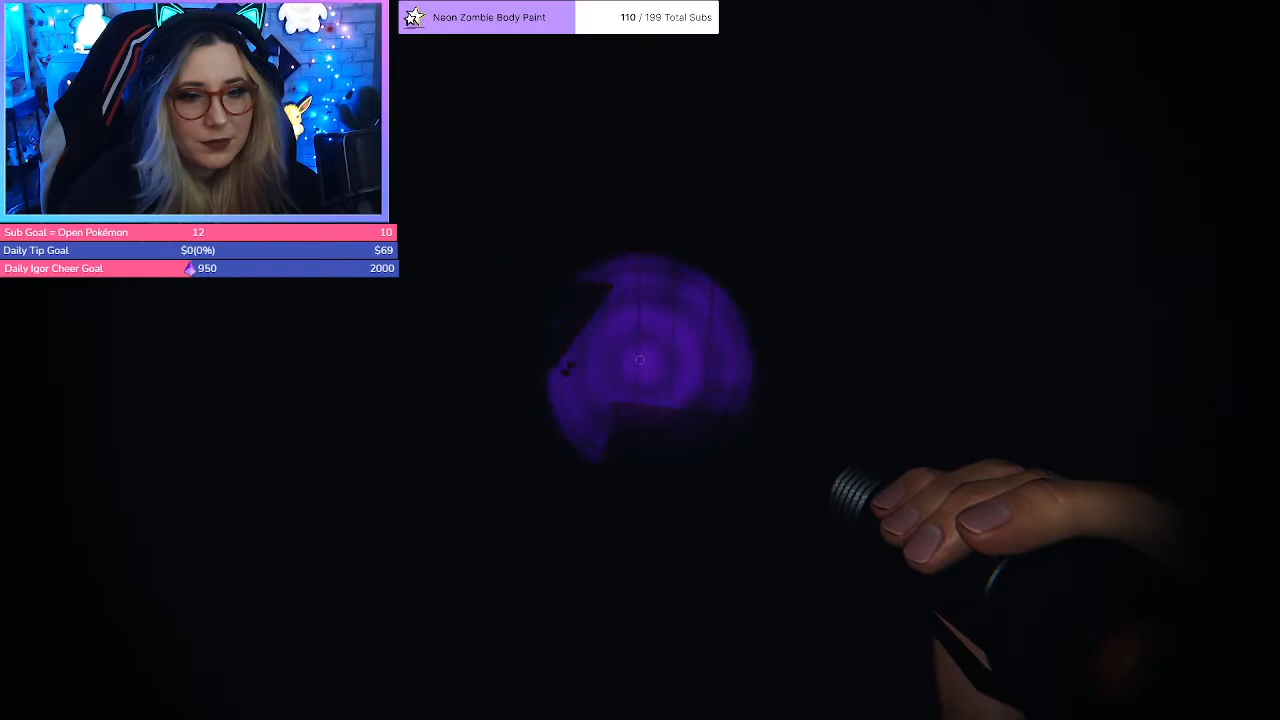 Neon Zombie Body Paint 110 / 199 Total Subs
Sub Goal = Open Pokémon 12 10
Daily Tip Goal $0(0%) $69
Daily Igor Cheer Goal 950 2000